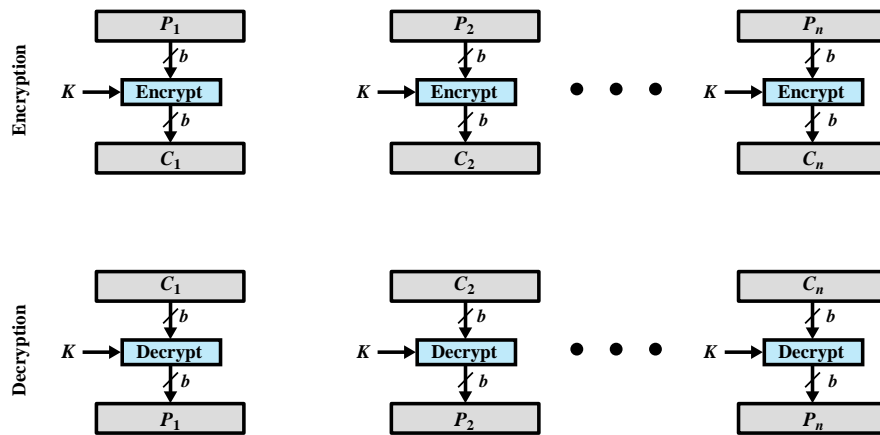 Encryption
P1 P2 Pn
b b b
K Encrypt K Encrypt K Encrypt
b b b
C1 C2 Cn
Decryption
C1 C2 Cn
b b b
K Decrypt K Decrypt K Decrypt
b b b
P1 P2 Pn